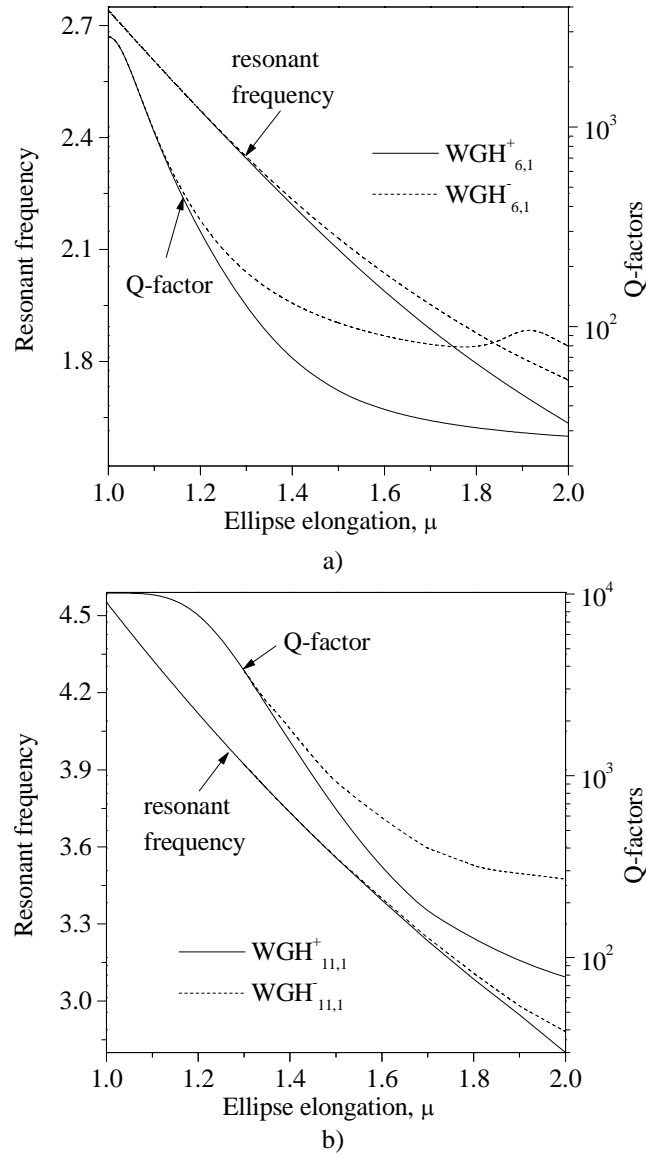 2.7
2.4
2.1
1.8
Resonant frequency
resonant
frequency
Q-factor
WGH⁺6,1
WGH⁻6,1
10³
10²
Q-factors
1.0 1.2 1.4 1.6 1.8 2.0
Ellipse elongation, μ
a)
4.5
4.2
3.9
3.6
3.3
3.0
Resonant frequency
Q-factor
resonant
frequency
WGH⁺11,1
WGH⁻11,1
10⁴
10³
10²
Q-factors
1.0 1.2 1.4 1.6 1.8 2.0
Ellipse elongation, μ
b)